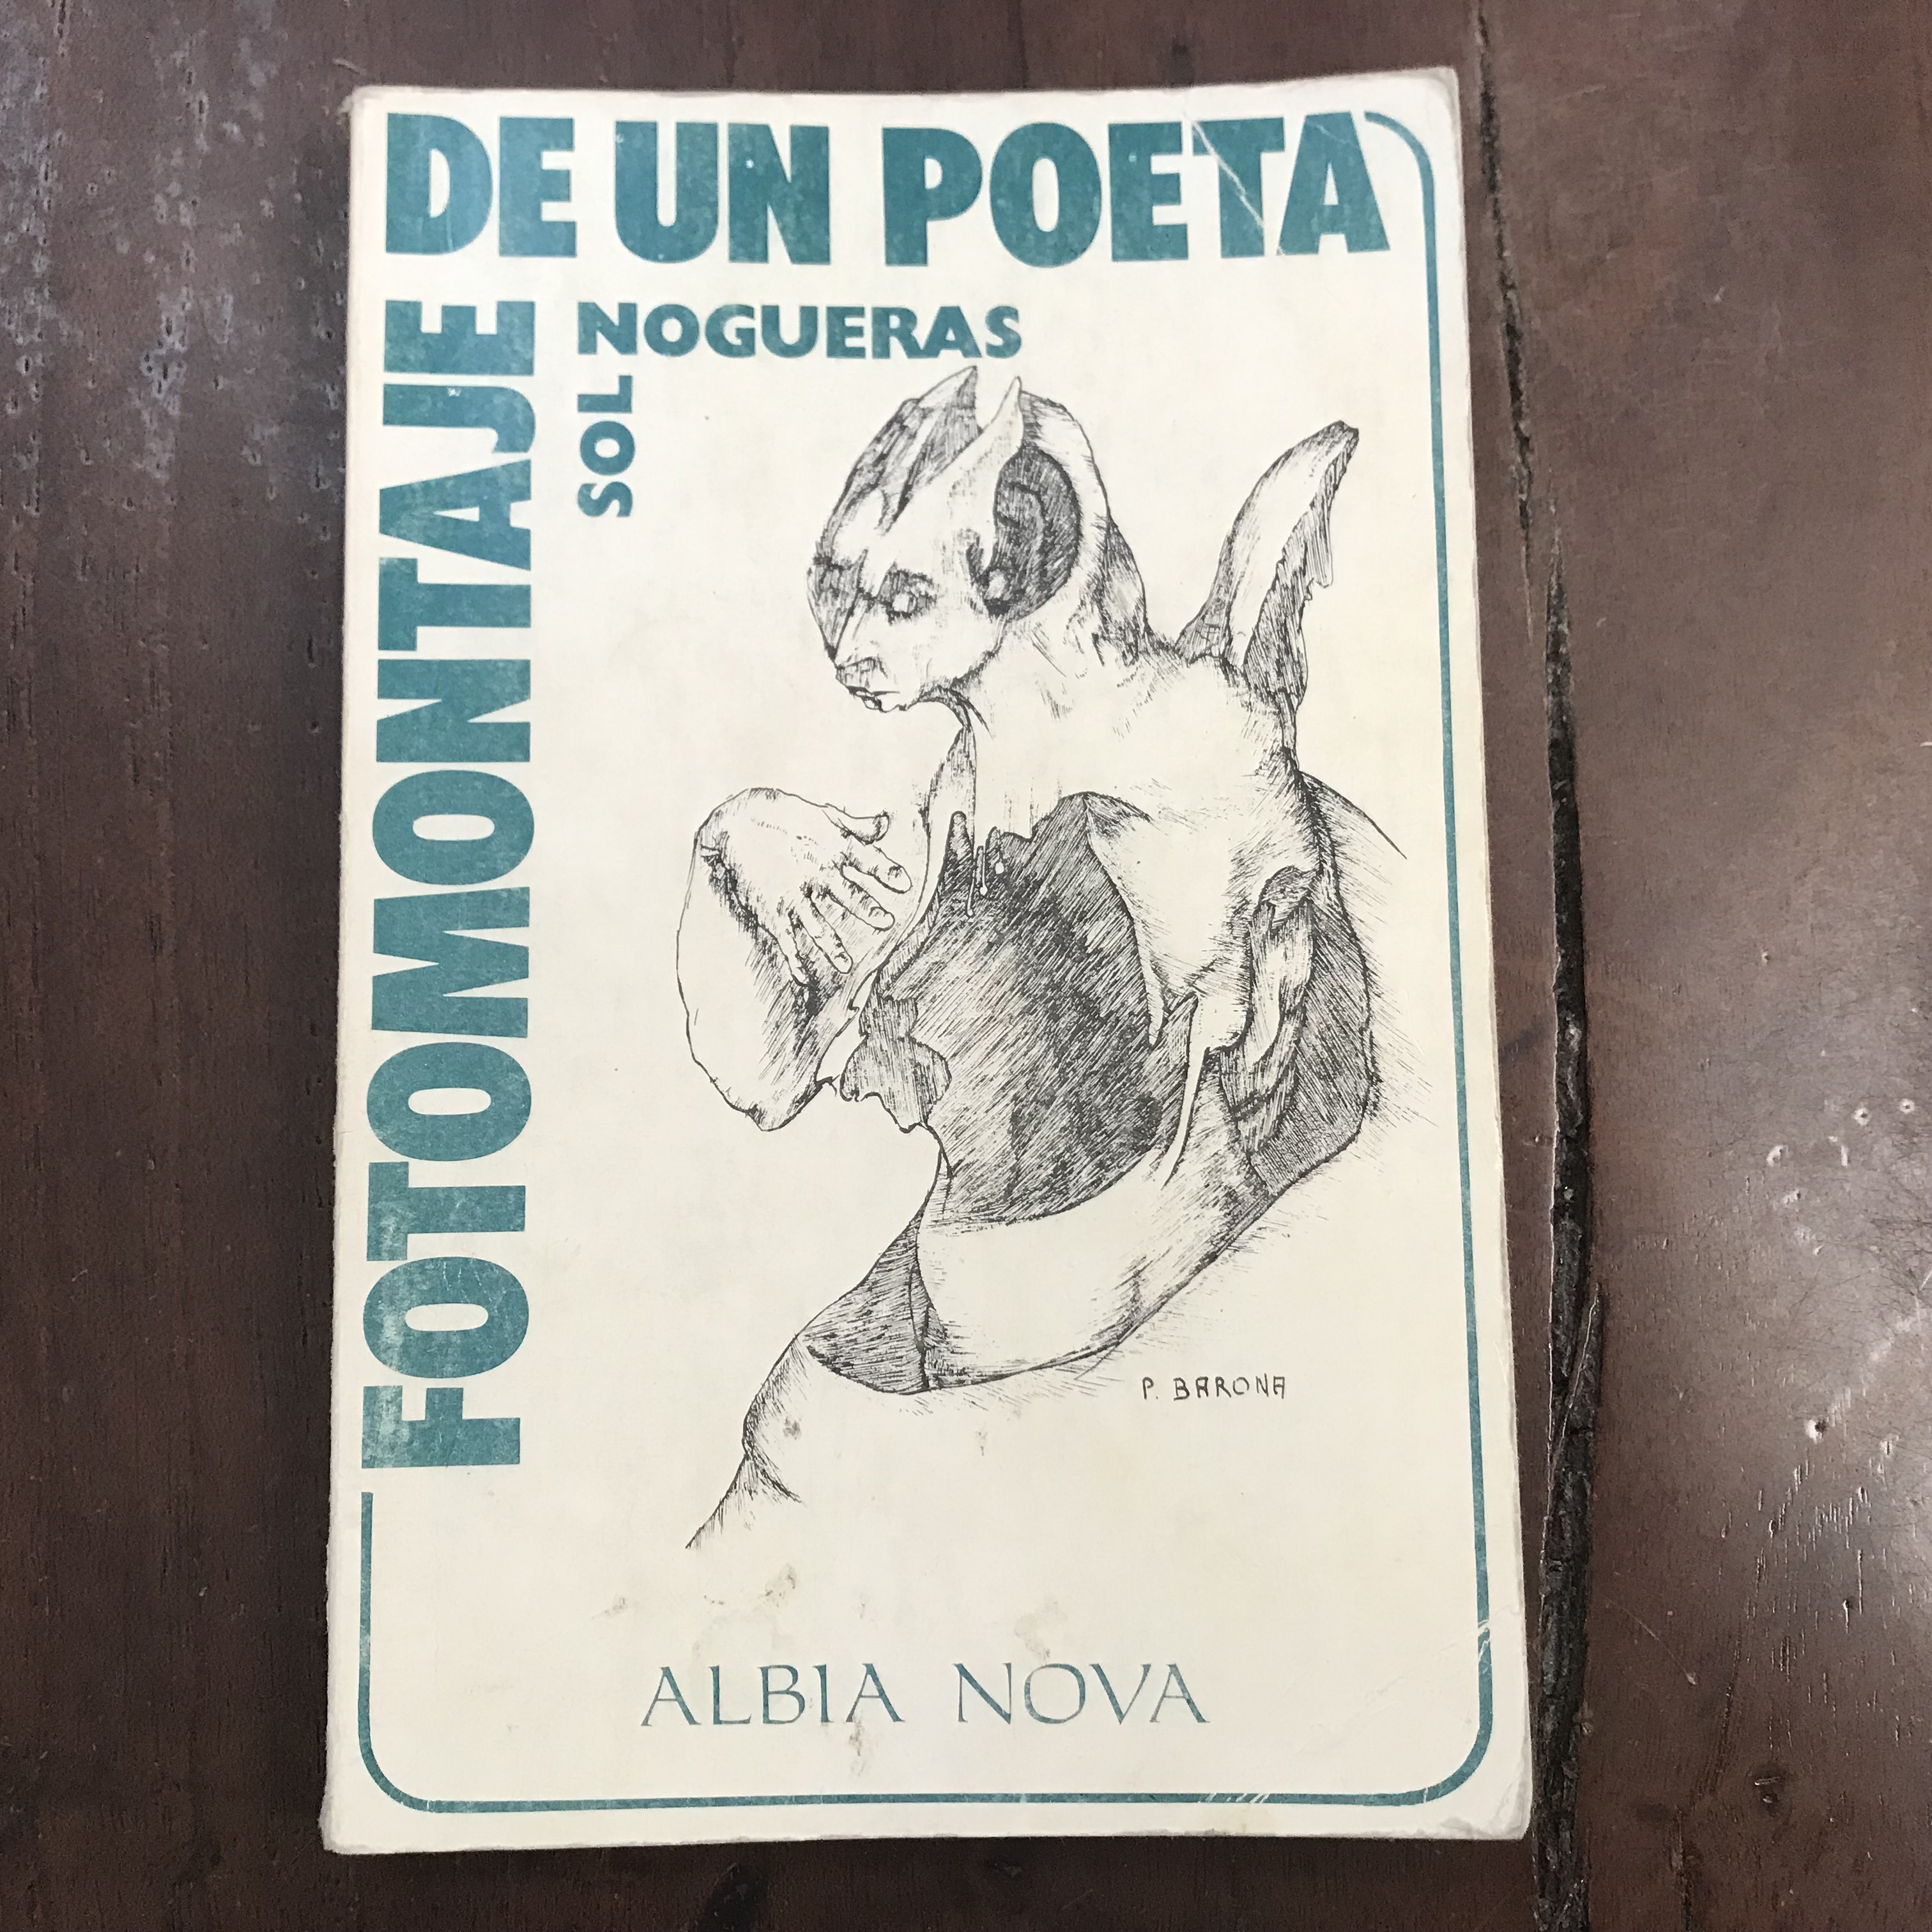 FOTOMONTAJE
DE UN POETA
SOL
NOGUERAS
P. BARONA
ALBIA NOVA